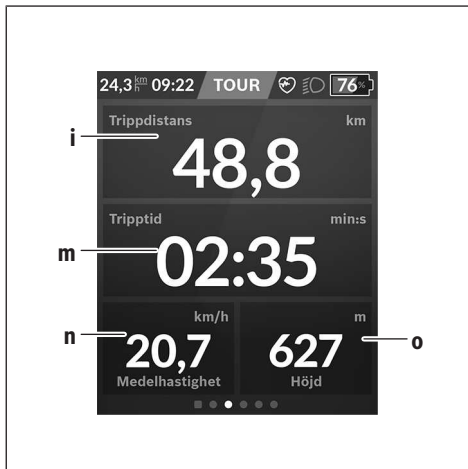 24,3 km/h 09:22 TOUR 76%
Trippdistans km
i
48,8
Tripptid min:s
m
02:35
km/h m
n 20,7 627 o
Medelhastighet Höjd